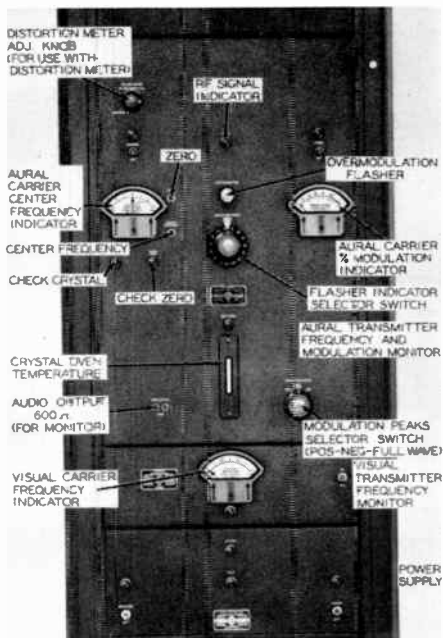 DISTORTION METER
ADJ. KNOB
(FOR USE WITH
DISTORTION METER)
RF SIGNAL
INDICATOR
ZERO
OVERMODULATION
FLASHER
AURAL
CARRIER
CENTER
FREQUENCY
INDICATOR
CENTER FREQUENCY
AURAL CARRIER
% MODULATION
INDICATOR
CHECK CRYSTAL
CHECK ZERO
FLASHER INDICATOR
SELECTOR SWITCH
AURAL TRANSMITTER
FREQUENCY AND
MODULATION MONITOR
CRYSTAL OVEN
TEMPERATURE
AUDIO OUTPUT
600 Ω
(FOR MONITOR)
MODULATION PEAKS
SELECTOR SWITCH
(POS-NEG-FULL WAVE)
VISUAL CARRIER
FREQUENCY
INDICATOR
VISUAL
TRANSMITTER
FREQUENCY
MONITOR
POWER
SUPPLY